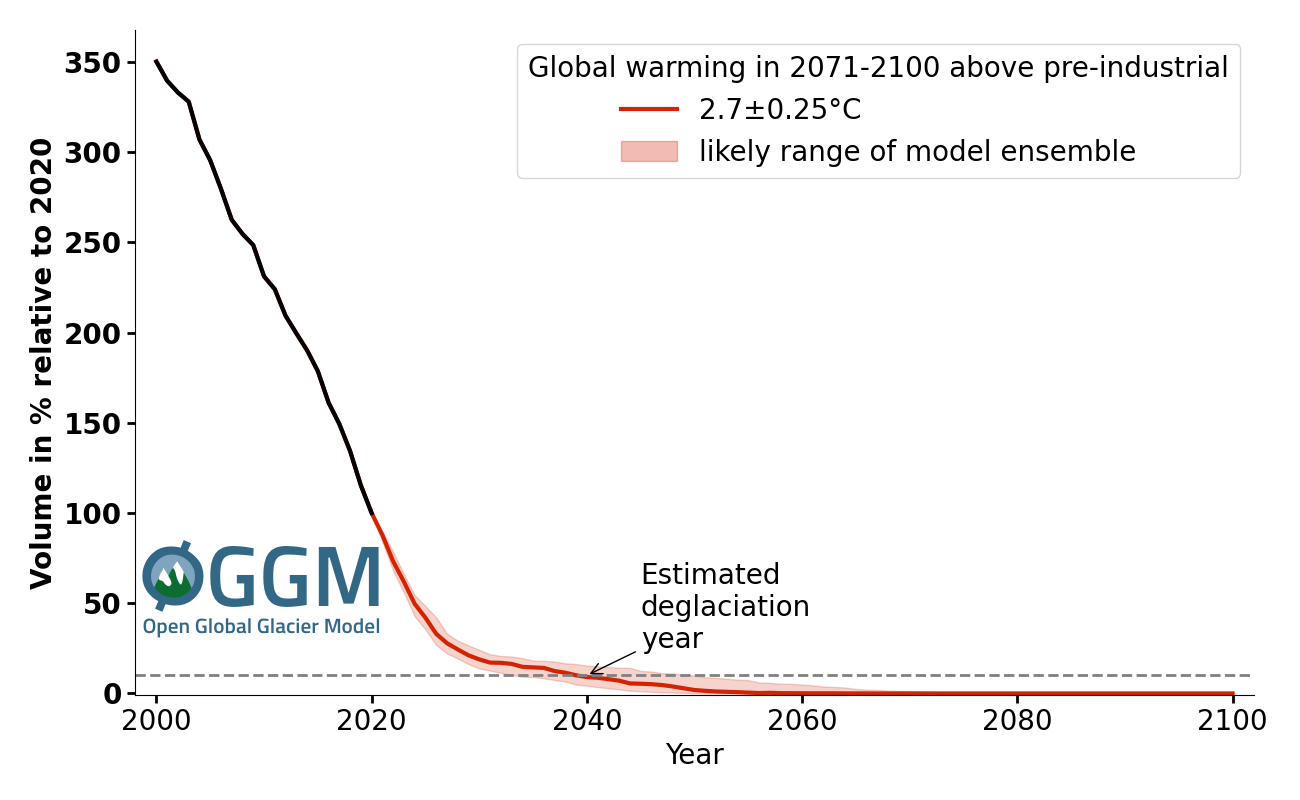 Global warming in 2071-2100 above pre-industrial
2.7±0.25°C
likely range of model ensemble
Volume in % relative to 2020
350
300
250
200
150
100
50
0
OGGM
Open Global Glacier Model
Estimated
deglaciation
year
2000 2020 2040 2060 2080 2100
Year